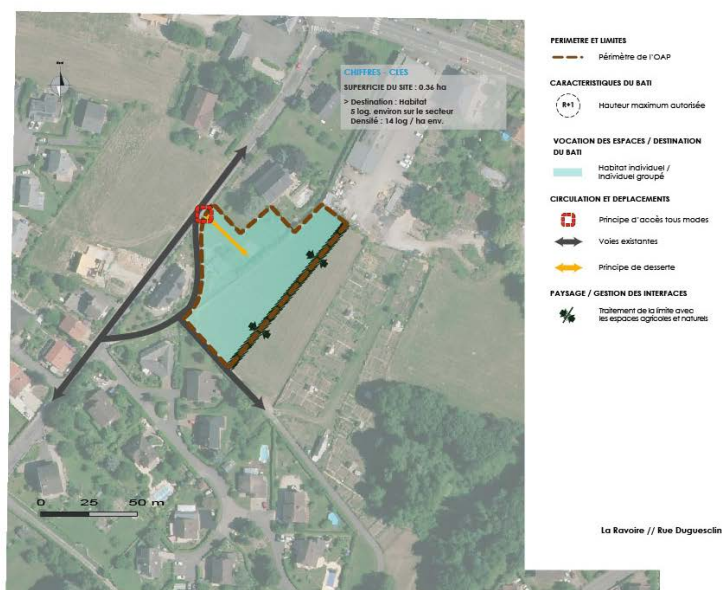 CHIFFRES - CLES
SUPERFICIE DU SITE : 0.36 ha
> Destination : Habitat
5 log. environ sur le secteur
Densité : 14 log / ha env.
0 25 50 m
PERIMETRE ET LIMITES
Périmètre de l'OAP
CARACTERISTIQUES DU BATI
R+1 Hauteur maximum autorisée
VOCATION DES ESPACES / DESTINATION
DU BATI
Habitat individuel /
Individuel groupé
CIRCULATION ET DEPLACEMENTS
Principe d'accès tous modes
Voies existantes
Principe de desserte
PAYSAGE / GESTION DES INTERFACES
Traitement de la limite avec
les espaces agricoles et naturels
La Ravoire // Rue Duguesclin